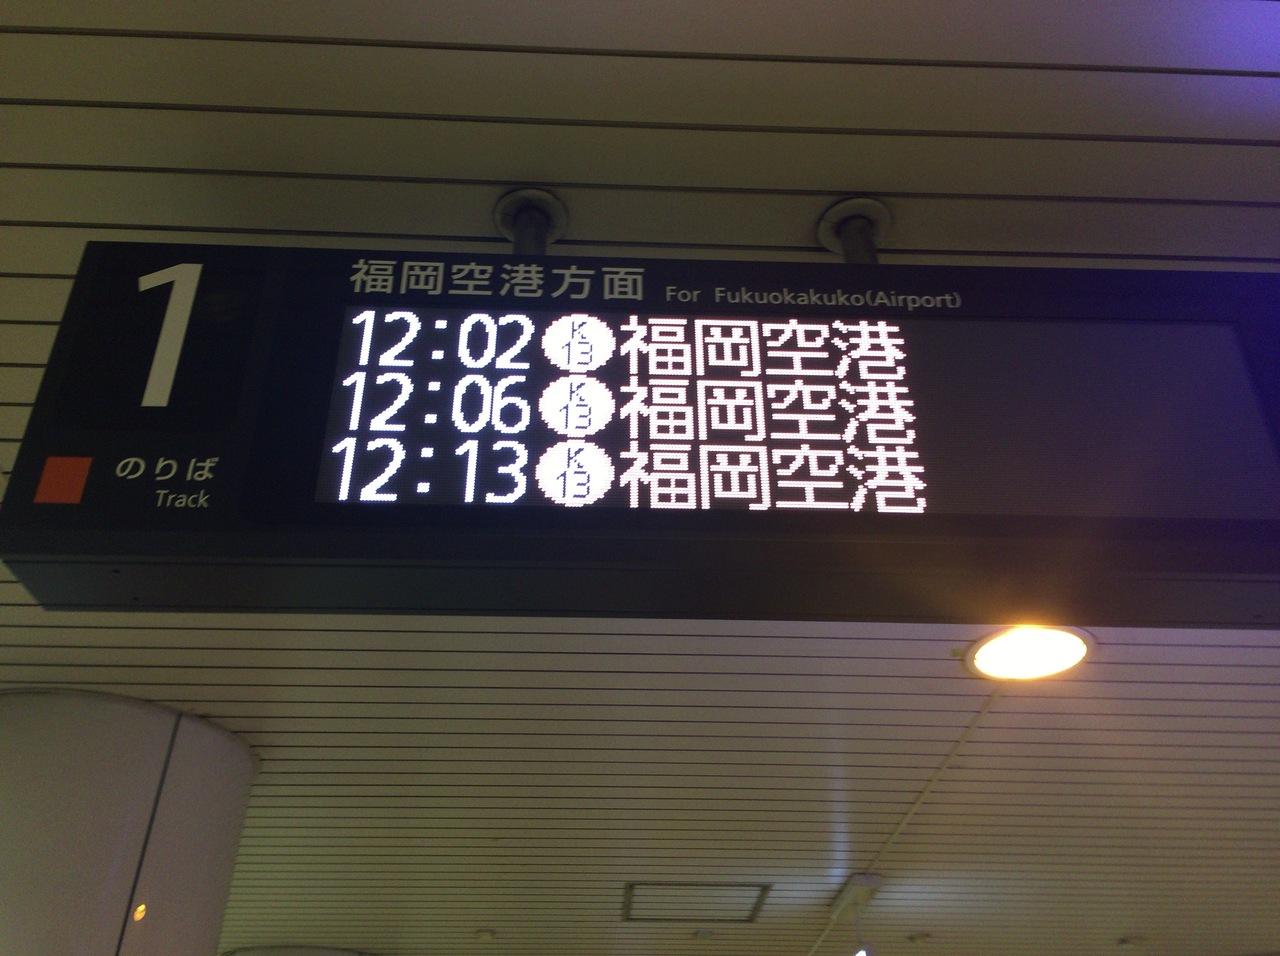 1
のりば
Track
福岡空港方面 For Fukuokakuko(Airport)
12:02 K13 福岡空港
12:06 K13 福岡空港
12:13 K13 福岡空港